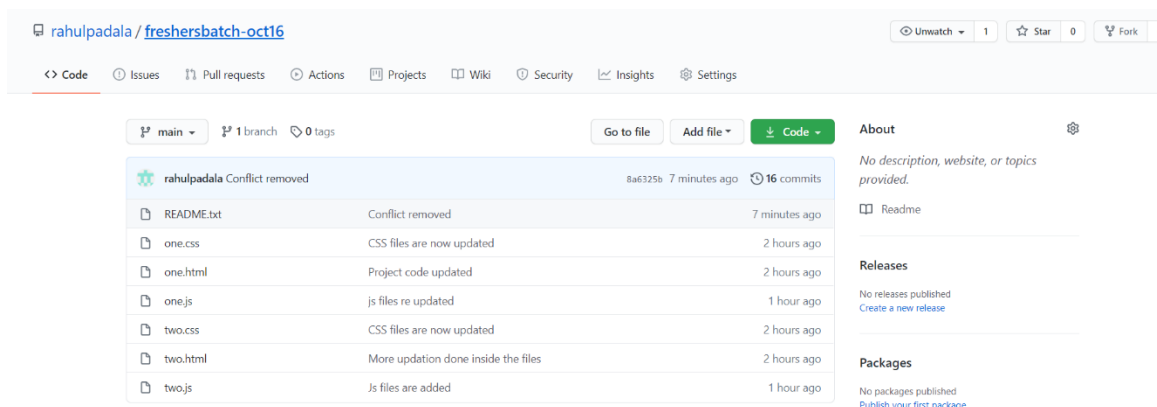 rahulpadala / freshersbatch-oct16
Unwatch 1 Star 0 Fork
<> Code Issues Pull requests Actions Projects Wiki Security Insights Settings
main 1 branch 0 tags Go to file Add file Code
rahulpadala Conflict removed 8a6325b 7 minutes ago 16 commits
README.txt Conflict removed 7 minutes ago
one.css CSS files are now updated 2 hours ago
one.html Project code updated 2 hours ago
one.js js files re updated 1 hour ago
two.css CSS files are now updated 2 hours ago
two.html More updation done inside the files 2 hours ago
two.js Js files are added 1 hour ago
About
No description, website, or topics
provided.
Readme
Releases
No releases published
Create a new release
Packages
No packages published
Publish your first package